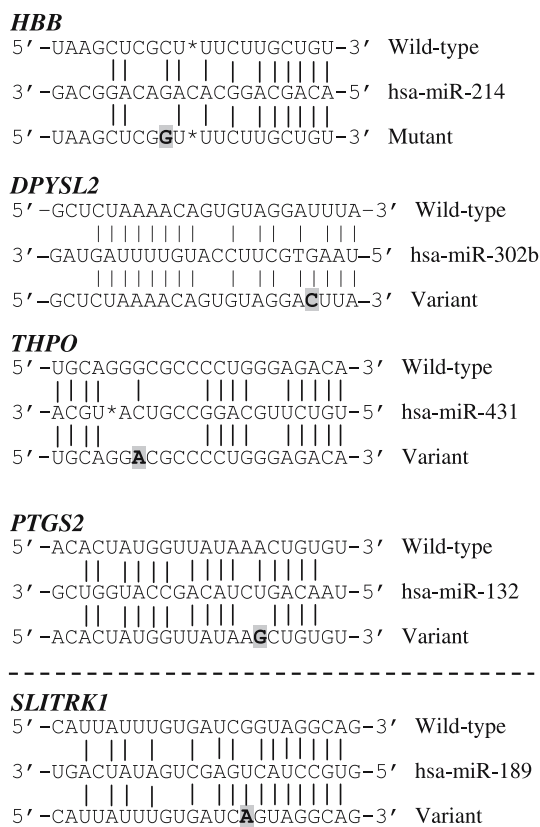 HBB
5′-UAAGCUCGCU*UUCUUGCUGU-3′ Wild-type
3′-GACGGACAGACACGGACGACA-5′ hsa-miR-214
5′-UAAGCUCGGU*UUCUUGCUGU-3′ Mutant
DPYSL2
5′-GCUCUAAAACAGUGUAGGAUUUA-3′ Wild-type
3′-GAUGAUUUUGUACCUUCGTGAAU-5′ hsa-miR-302b
5′-GCUCUAAAACAGUGUAGGACUUA-3′ Variant
THPO
5′-UGCAGGGCGCCCCUGGGAGACA-3′ Wild-type
3′-ACGU*ACUGCCGGACGUUCUGU-5′ hsa-miR-431
5′-UGCAGGACGCCCCUGGGAGACA-3′ Variant
PTGS2
5′-ACACUAUGGUUAUAAACUGUGU-3′ Wild-type
3′-GCUGGUACCGACAUCUGACAAU-5′ hsa-miR-132
5′-ACACUAUGGUUAUAAGCUGUGU-3′ Variant
SLITRK1
5′-CAUUAUUUGUGAUCGGUAGGCAG-3′ Wild-type
3′-UGACUAUAGUCGAGUCAUCCGUG-5′ hsa-miR-189
5′-CAUUAUUUGUGAUCAGUAGGCAG-3′ Variant